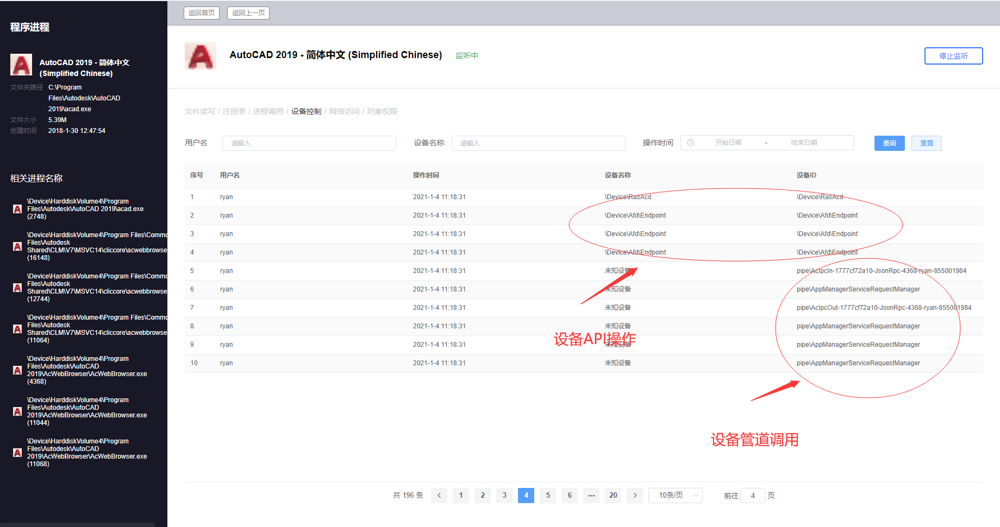 程序进程
AutoCAD 2019 - 简体中文
(Simplified Chinese)
文件夹路径 C:\Program
Files\Autodesk\AutoCAD
2019\acad.exe
文件大小 5.39M
创建时间 2018-1-30 12:47:54
相关进程名称
\Device\HarddiskVolume4\Program
Files\Autodesk\AutoCAD 2019\acad.exe
(2748)
\Device\HarddiskVolume4\Program Files\Commo
Files\Autodesk
Shared\CLM\V7\MSVC14\cliccore\acwebbrowse
(16148)
\Device\HarddiskVolume4\Program Files\Commo
Files\Autodesk
Shared\CLM\V7\MSVC14\cliccore\acwebbrowse
(12744)
\Device\HarddiskVolume4\Program Files\Commo
Files\Autodesk
Shared\CLM\V7\MSVC14\cliccore\acwebbrowse
(11064)
\Device\HarddiskVolume4\Program
Files\Autodesk\AutoCAD
2019\AcWebBrowser\AcWebBrowser.exe
(4368)
\Device\HarddiskVolume4\Program
Files\Autodesk\AutoCAD
2019\AcWebBrowser\AcWebBrowser.exe
(11044)
\Device\HarddiskVolume4\Program
Files\Autodesk\AutoCAD
2019\AcWebBrowser\AcWebBrowser.exe
(11068)
返回首页 返回上一页
AutoCAD 2019 - 简体中文 (Simplified Chinese) 监听中 停止监听
文件读写 / 注册表 / 进程调用 / 设备控制 / 网络访问 / 对象权限
用户名 请输入 设备名称 请输入 操作时间 开始日期 - 结束日期 查询 重置
序号 用户名 操作时间 设备名称 设备ID
1 ryan 2021-1-4 11:18:31 \Device\RasAcd \Device\RasAcd
2 ryan 2021-1-4 11:18:31 \Device\Afd\Endpoint \Device\Afd\Endpoint
3 ryan 2021-1-4 11:18:31 \Device\Afd\Endpoint \Device\Afd\Endpoint
4 ryan 2021-1-4 11:18:31 \Device\Afd\Endpoint \Device\Afd\Endpoint
5 ryan 2021-1-4 11:18:31 未知设备 pipe\AcIpcIn-1777cf72a10-JsonRpc-4368-ryan-855001984
6 ryan 2021-1-4 11:18:31 未知设备 pipe\AppManagerServiceRequestManager
7 ryan 2021-1-4 11:18:31 未知设备 pipe\AcIpcOut-1777cf72a10-JsonRpc-4368-ryan-855001984
8 ryan 2021-1-4 11:18:31 未知设备 pipe\AppManagerServiceRequestManager
设备API操作
9 ryan 2021-1-4 11:18:31 未知设备 pipe\AppManagerServiceRequestManager
10 ryan 2021-1-4 11:18:31 未知设备 pipe\AppManagerServiceRequestManager
设备管道调用
共 196 条 1 2 3 4 5 6 ••• 20 10条/页 前往 4 页